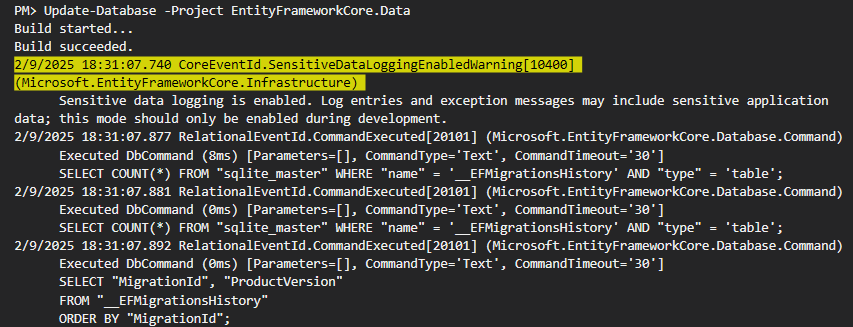 PM> Update-Database -Project EntityFrameworkCore.Data
Build started...
Build succeeded.
2/9/2025 18:31:07.740 CoreEventId.SensitiveDataLoggingEnabledWarning[10400]
(Microsoft.EntityFrameworkCore.Infrastructure)
Sensitive data logging is enabled. Log entries and exception messages may include sensitive application
data; this mode should only be enabled during development.
2/9/2025 18:31:07.877 RelationalEventId.CommandExecuted[20101] (Microsoft.EntityFrameworkCore.Database.Command)
Executed DbCommand (8ms) [Parameters=[], CommandType='Text', CommandTimeout='30']
SELECT COUNT(*) FROM "sqlite_master" WHERE "name" = '__EFMigrationsHistory' AND "type" = 'table';
2/9/2025 18:31:07.881 RelationalEventId.CommandExecuted[20101] (Microsoft.EntityFrameworkCore.Database.Command)
Executed DbCommand (0ms) [Parameters=[], CommandType='Text', CommandTimeout='30']
SELECT COUNT(*) FROM "sqlite_master" WHERE "name" = '__EFMigrationsHistory' AND "type" = 'table';
2/9/2025 18:31:07.892 RelationalEventId.CommandExecuted[20101] (Microsoft.EntityFrameworkCore.Database.Command)
Executed DbCommand (0ms) [Parameters=[], CommandType='Text', CommandTimeout='30']
SELECT "MigrationId", "ProductVersion"
FROM "__EFMigrationsHistory"
ORDER BY "MigrationId";